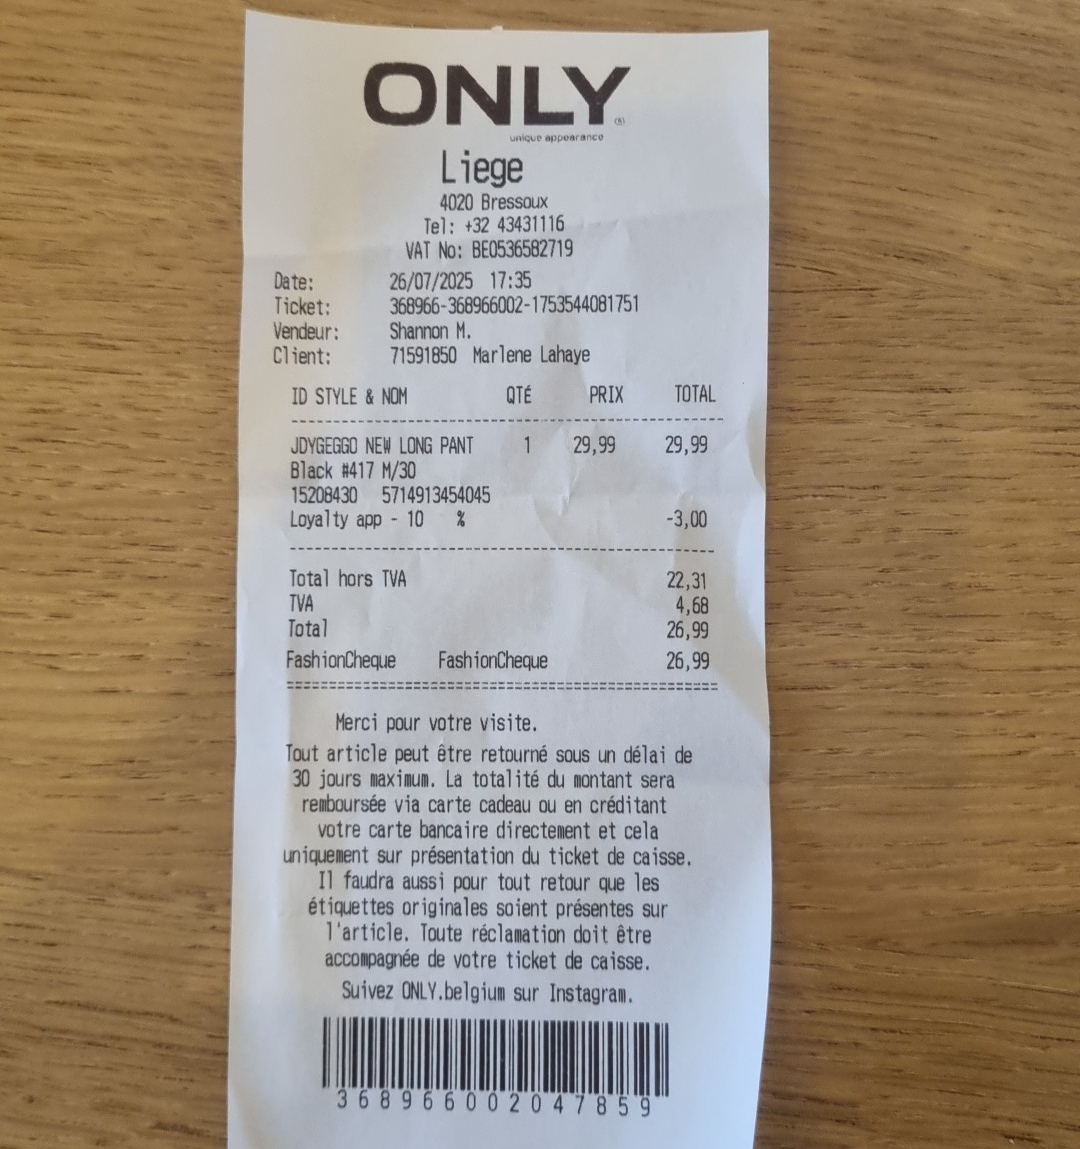 ONLY
unique appearance
Liege
4020 Bressoux
Tel: +32 43431116
VAT No: BE0536582719
Date: 26/07/2025 17:35
Ticket: 368966-368966002-1753544081751
Vendeur: Shannon M.
Client: 71591850 Marlene Lahaye
ID STYLE & NOM QTÉ PRIX TOTAL
JDYGEGGO NEW LONG PANT 1 29,99 29,99
Black #417 M/30
15208430 5714913454045
Loyalty app - 10 % -3,00
Total hors TVA 22,31
TVA 4,68
Total 26,99
FashionCheque FashionCheque 26,99
Merci pour votre visite.
Tout article peut être retourné sous un délai de
30 jours maximum. La totalité du montant sera
remboursée via carte cadeau ou en créditant
votre carte bancaire directement et cela
uniquement sur présentation du ticket de caisse.
Il faudra aussi pour tout retour que les
étiquettes originales soient présentes sur
l'article. Toute réclamation doit être
accompagnée de votre ticket de caisse.
Suivez ONLY.belgium sur Instagram.
368966002047859